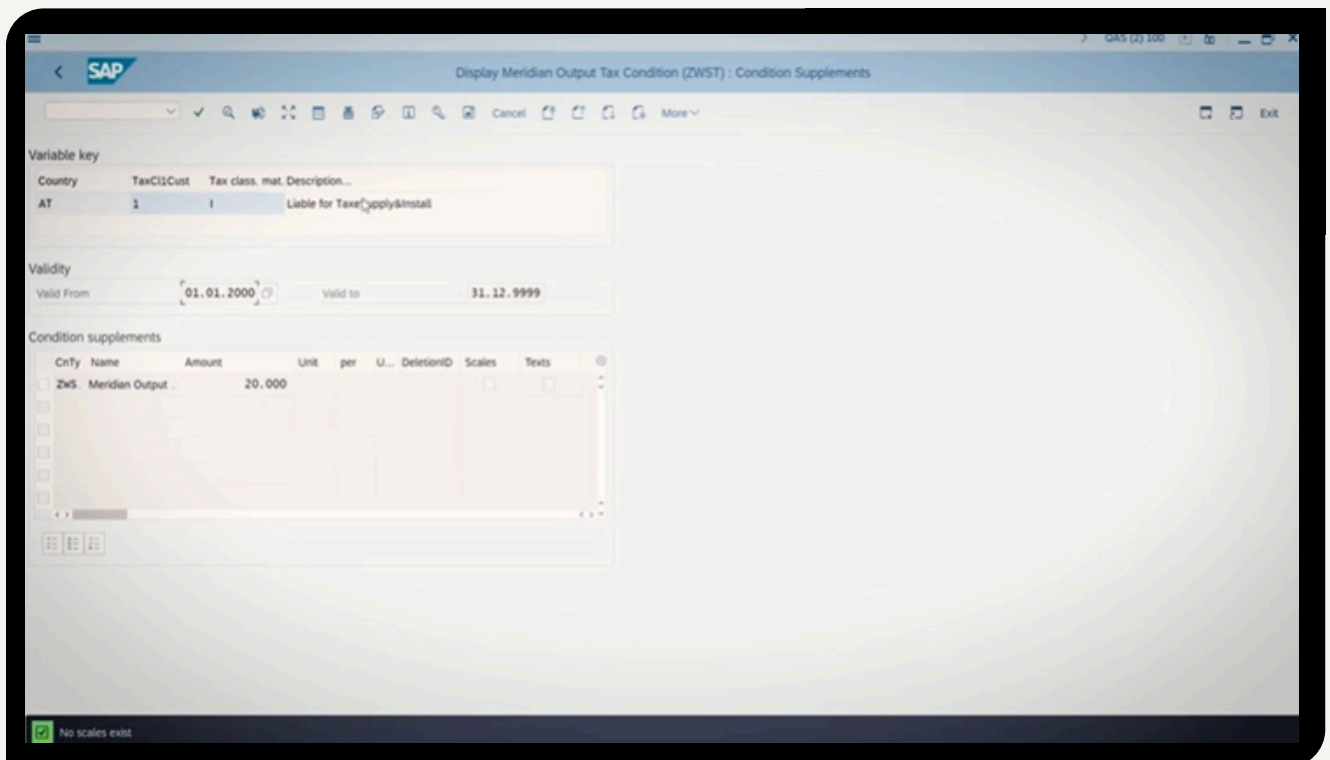 QAS (2) 100
SAP
Display Meridian Output Tax Condition (ZWST) : Condition Supplements
Cancel More Exit
Variable key
Country TaxCl1Cust Tax class. mat. Description...
AT 1 I Liable for Taxe Supply&Install
Validity
Valid From 01.01.2000 Valid to 31.12.9999
Condition supplements
CnTy Name Amount Unit per U... DeletionID Scales Texts
ZWS. Meridian Output . 20.000
No scales exist